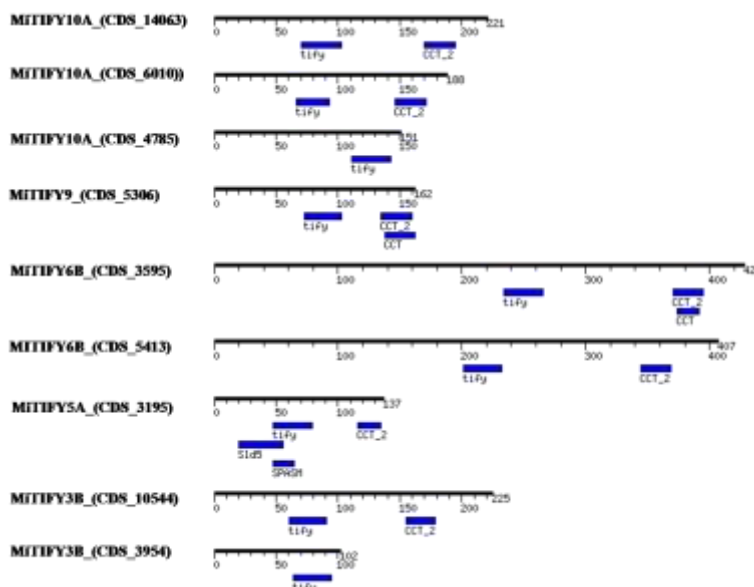 MiTIFY10A_(CDS_14063)
221
0 50 100 150 200
tify CCT_2
MiTIFY10A_(CDS_6010))
188
0 50 100 150
tify CCT_2
MiTIFY10A_(CDS_4785)
151
0 50 100 150
tify
MiTIFY9_(CDS_5306)
162
0 50 100 150
tify CCT_2
CCT
MiTIFY6B_(CDS_3595)
0 100 200 300 400
tify CCT_2
CCT
MiTIFY6B_(CDS_5413)
407
0 100 200 300 400
tify CCT_2
MiTIFY5A_(CDS_3195)
137
0 50 100
tify CCT_2
Sld5
SPASM
MiTIFY3B_(CDS_10544)
225
0 50 100 150 200
tify CCT_2
MiTIFY3B_(CDS_3954)
102
0 50 100
tify